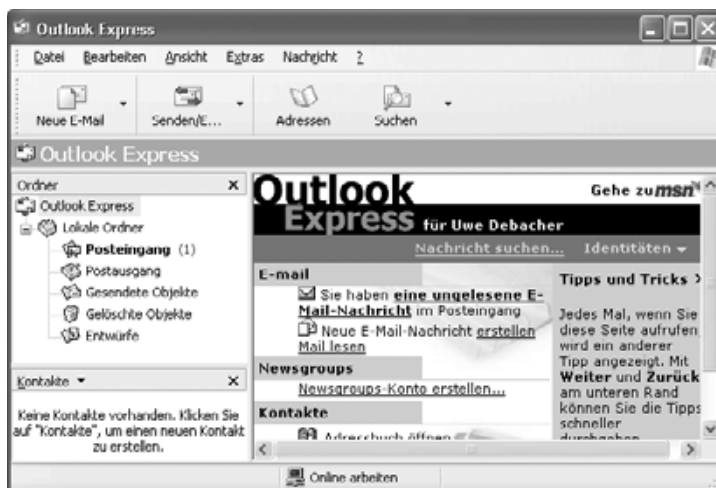 Outlook Express
Datei Bearbeiten Ansicht Extras Nachricht ?
Neue E-Mail Senden/E... Adressen Suchen
Outlook Express
Ordner
Outlook Express
Lokale Ordner
Posteingang (1)
Postausgang
Gesendete Objekte
Gelöschte Objekte
Entwürfe
Kontakte
Keine Kontakte vorhanden. Klicken Sie
auf "Kontakte", um einen neuen Kontakt
zu erstellen.
Outlook
Express für Uwe Debacher
Gehe zu msn
Nachricht suchen... Identitäten
E-mail
Sie haben eine ungelesene E-
Mail-Nachricht im Posteingang
Neue E-Mail-Nachricht erstellen
Mail lesen
Newsgroups
Newsgroups-Konto erstellen...
Kontakte
Adressbuch öffnen
Tipps und Tricks
Jedes Mal, wenn Sie
diese Seite aufrufen
wird ein anderer
Tipp angezeigt. Mit
Weiter und Zurück
am unteren Rand
können Sie die Tipps
schneller
durchgehen
Online arbeiten